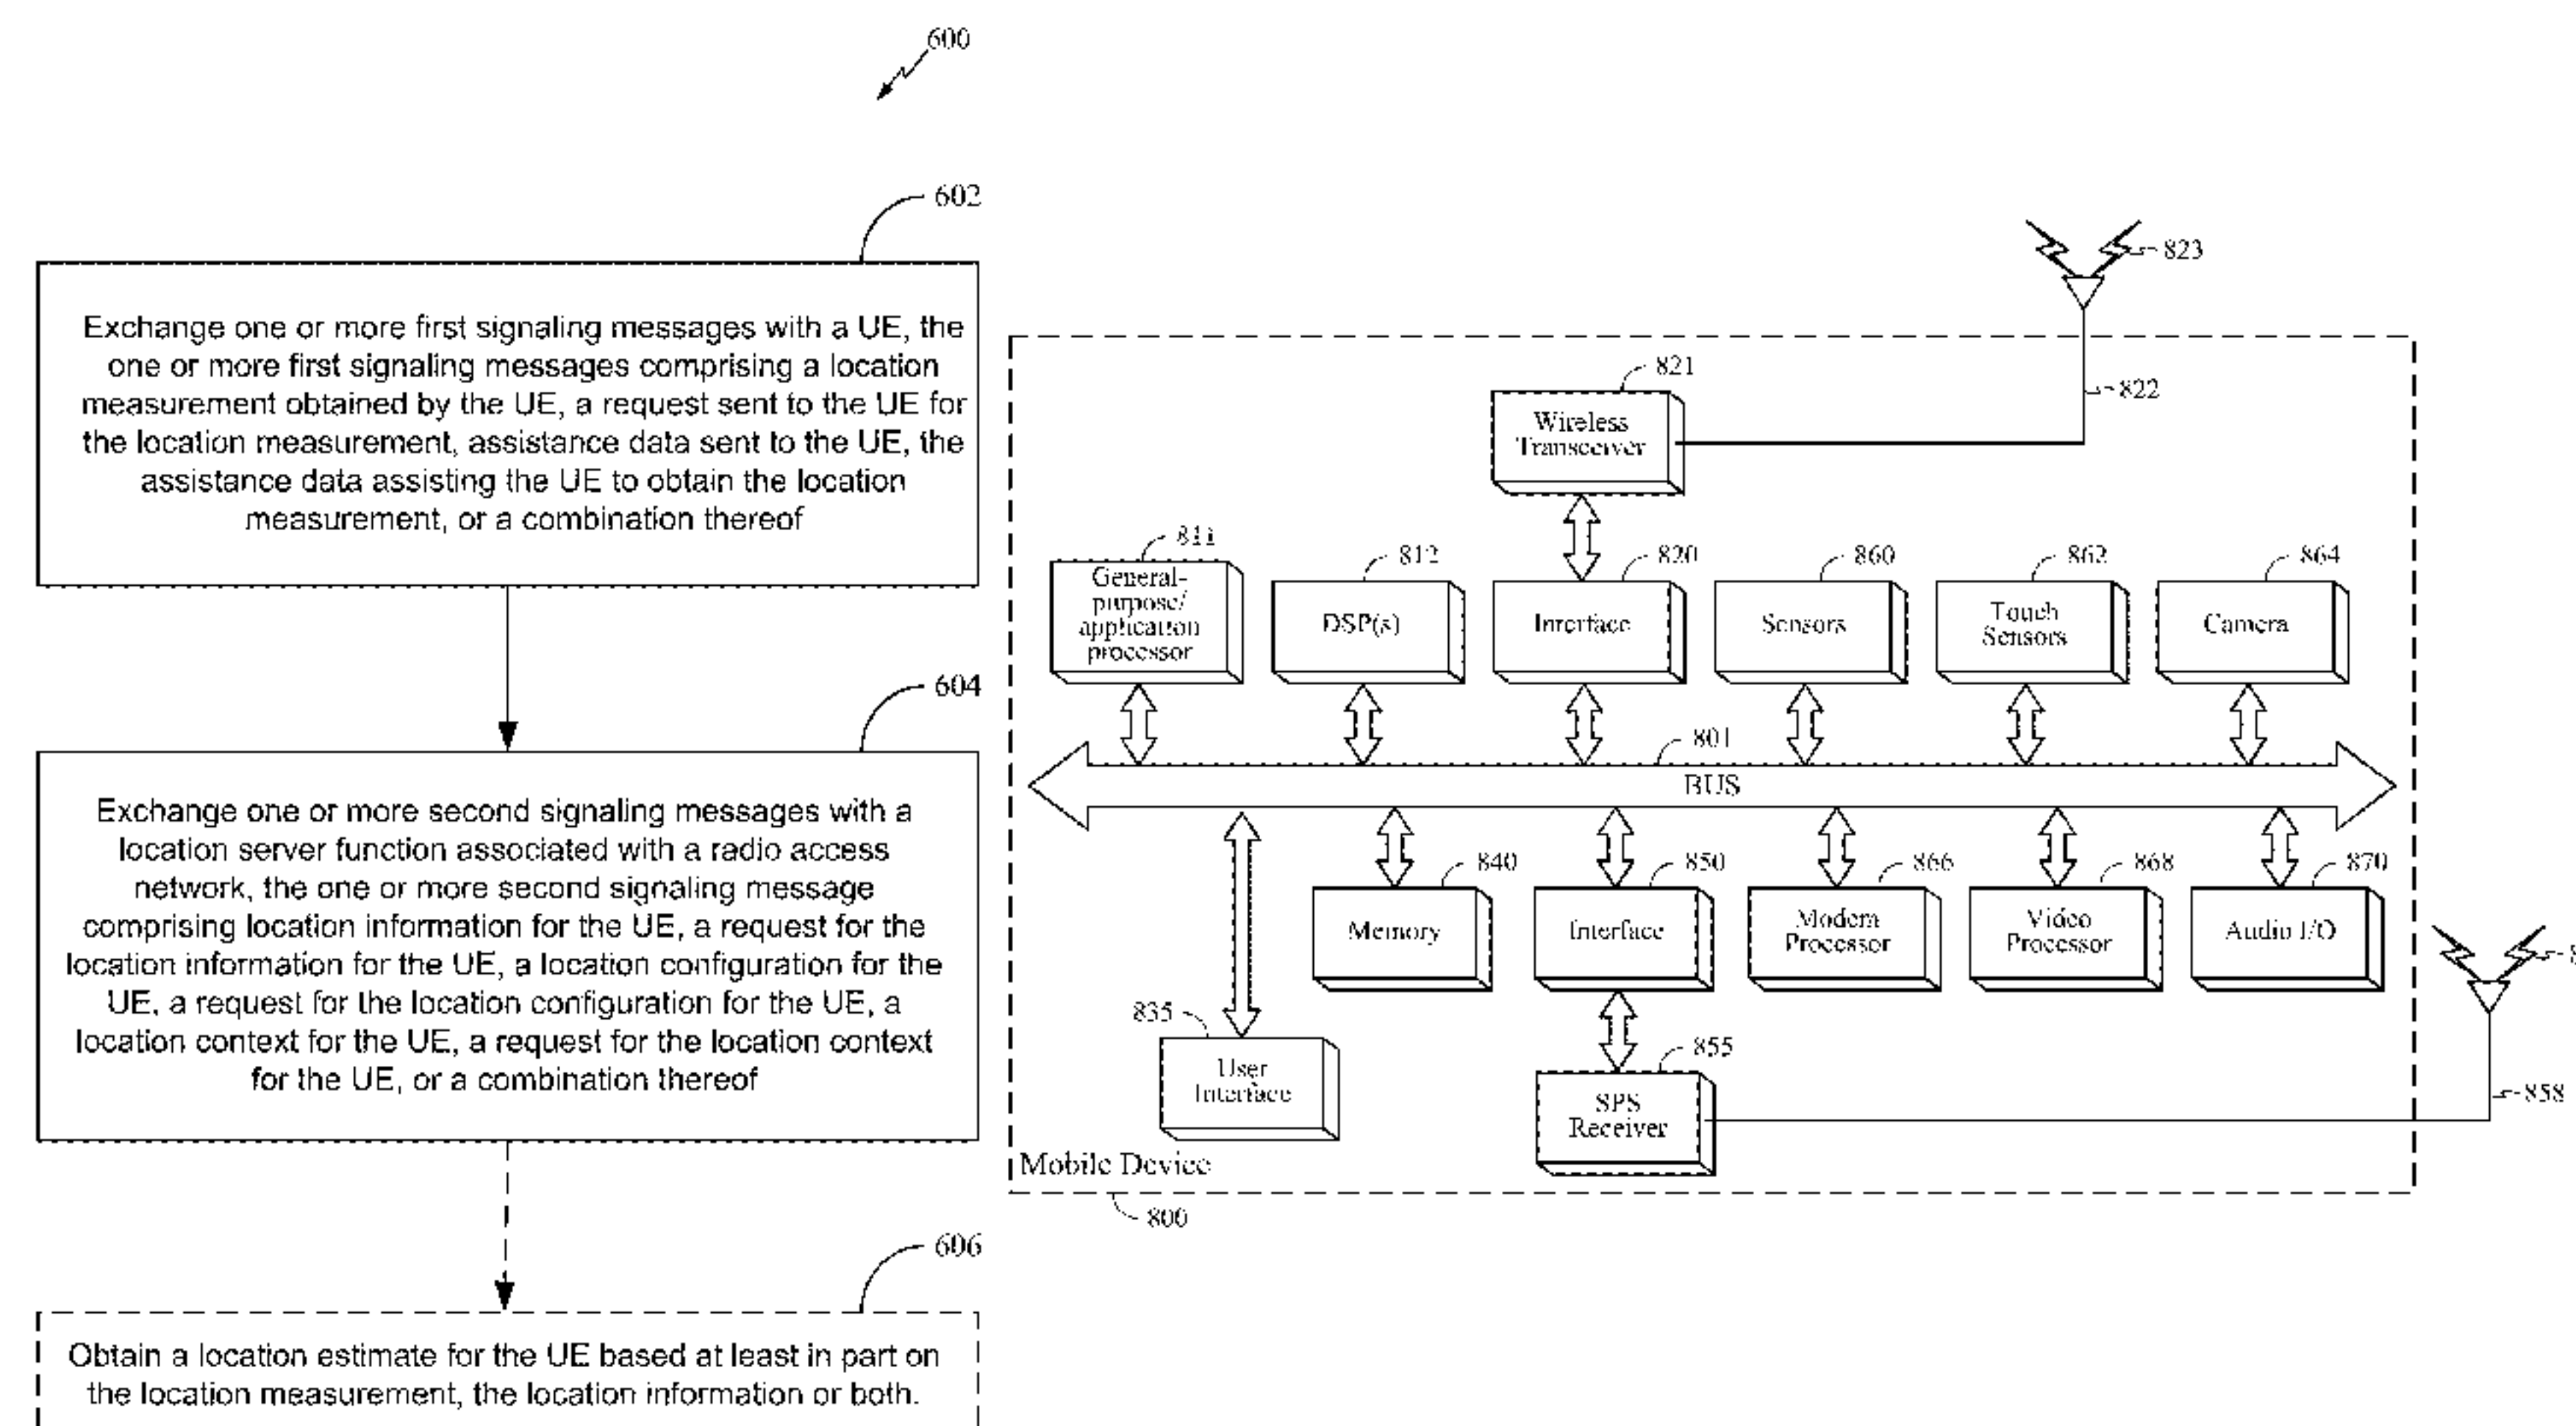 600
602
Exchange one or more first signaling messages with a UE, the
one or more first signaling messages comprising a location
measurement obtained by the UE, a request sent to the UE for
the location measurement, assistance data sent to the UE, the
assistance data assisting the UE to obtain the location
measurement, or a combination thereof
604
Exchange one or more second signaling messages with a
location server function associated with a radio access
network, the one or more second signaling message
comprising location information for the UE, a request for the
location information for the UE, a location configuration for the
UE, a request for the location configuration for the UE, a
location context for the UE, a request for the location context
for the UE, or a combination thereof
606
Obtain a location estimate for the UE based at least in part on
the location measurement, the location information or both.
823
822
821
Wireless
Transceiver
811
General-
purpose/
application
processor
812
DSP(s)
820
Interface
860
Sensors
862
Touch
Sensors
864
Camera
801
BUS
840
Memory
850
Interface
866
Modem
Processor
868
Video
Processor
870
Audio I/O
835
User
Interface
855
SPS
Receiver
858
Mobile Device
800